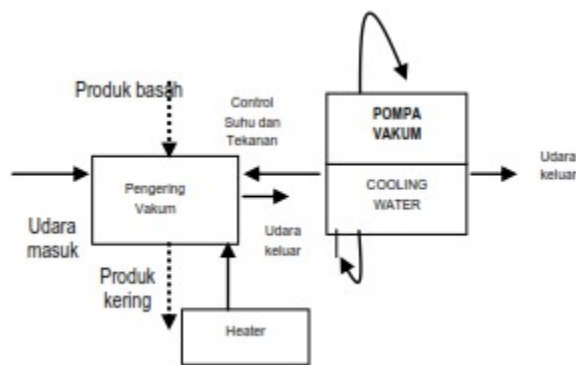 Produk basah
Control
Suhu dan
Tekanan
POMPA
VAKUM
Udara
keluar
Pengering
Vakum
COOLING
WATER
Udara
masuk
Udara
keluar
Produk
kering
Heater